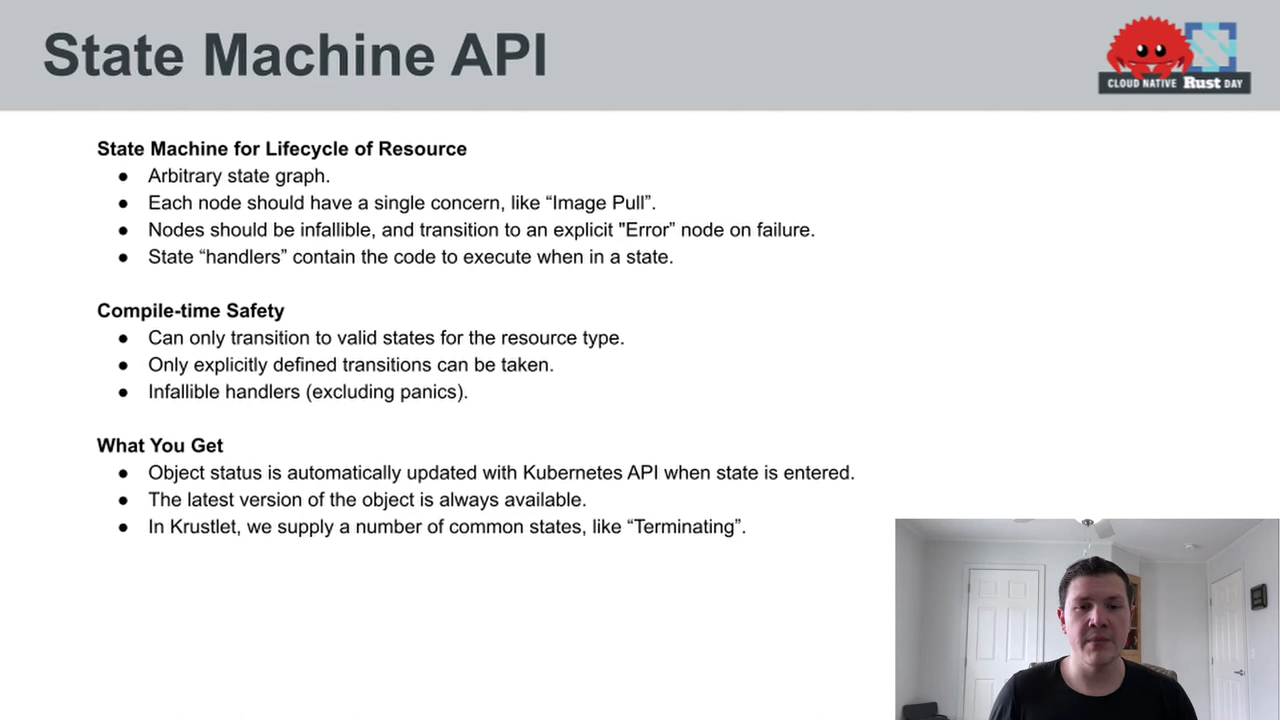 State Machine API
CLOUD NATIVE Rust DAY
State Machine for Lifecycle of Resource
● Arbitrary state graph.
● Each node should have a single concern, like “Image Pull”.
● Nodes should be infallible, and transition to an explicit "Error” node on failure.
● State “handlers” contain the code to execute when in a state.
Compile-time Safety
● Can only transition to valid states for the resource type.
● Only explicitly defined transitions can be taken.
● Infallible handlers (excluding panics).
What You Get
● Object status is automatically updated with Kubernetes API when state is entered.
● The latest version of the object is always available.
● In Krustlet, we supply a number of common states, like “Terminating”.